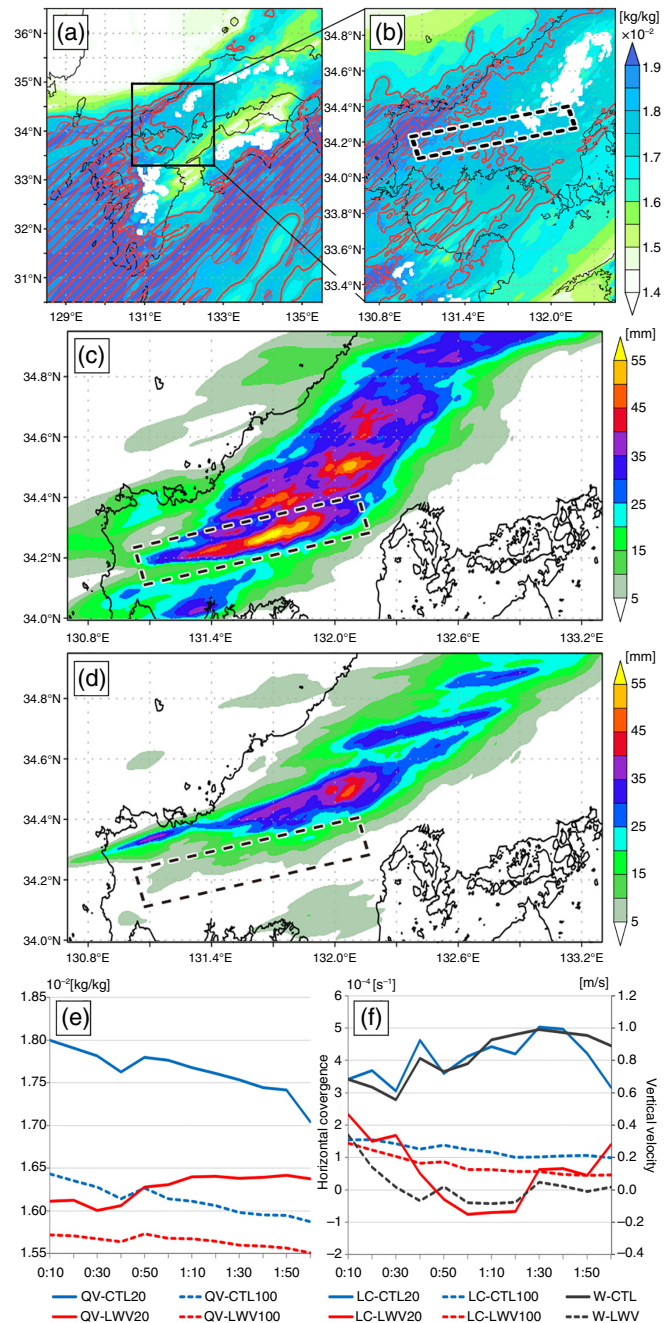 (a)
36°N
35°N
34°N
33°N
32°N
31°N
129°E 131°E 133°E 135°E
(b)
34.8°N
34.6°N
34.4°N
34.2°N
34.0°N
33.8°N
33.6°N
33.4°N
130.8°E 131.4°E 132.0°E
[kg/kg]
×10⁻²
1.9
1.8
1.7
1.6
1.5
1.4
(c)
34.8°N
34.6°N
34.4°N
34.2°N
34.0°N
130.8°E 131.4°E 132.0°E 132.6°E 133.2°E
[mm]
55
45
35
25
15
5
(d)
34.8°N
34.6°N
34.4°N
34.2°N
34.0°N
130.8°E 131.4°E 132.0°E 132.6°E 133.2°E
[mm]
55
45
35
25
15
5
10⁻²[kg/kg]
(e)
1.85
1.80
1.75
1.70
1.65
1.60
1.55
0:10 0:30 0:50 1:10 1:30 1:50
QV-CTL20 QV-CTL100
QV-LWV20 QV-LWV100
10⁻⁴ [s⁻¹] [m/s]
(f)
Horizontal covergence
6
5
4
3
2
1
0
−1
−2
1.2
1.0
0.8
0.6
0.4
0.2
0.0
−0.2
−0.4
Vertical velocity
0:10 0:30 0:50 1:10 1:30 1:50
LC-CTL20 LC-CTL100 W-CTL
LC-LWV20 LC-LWV100 W-LWV